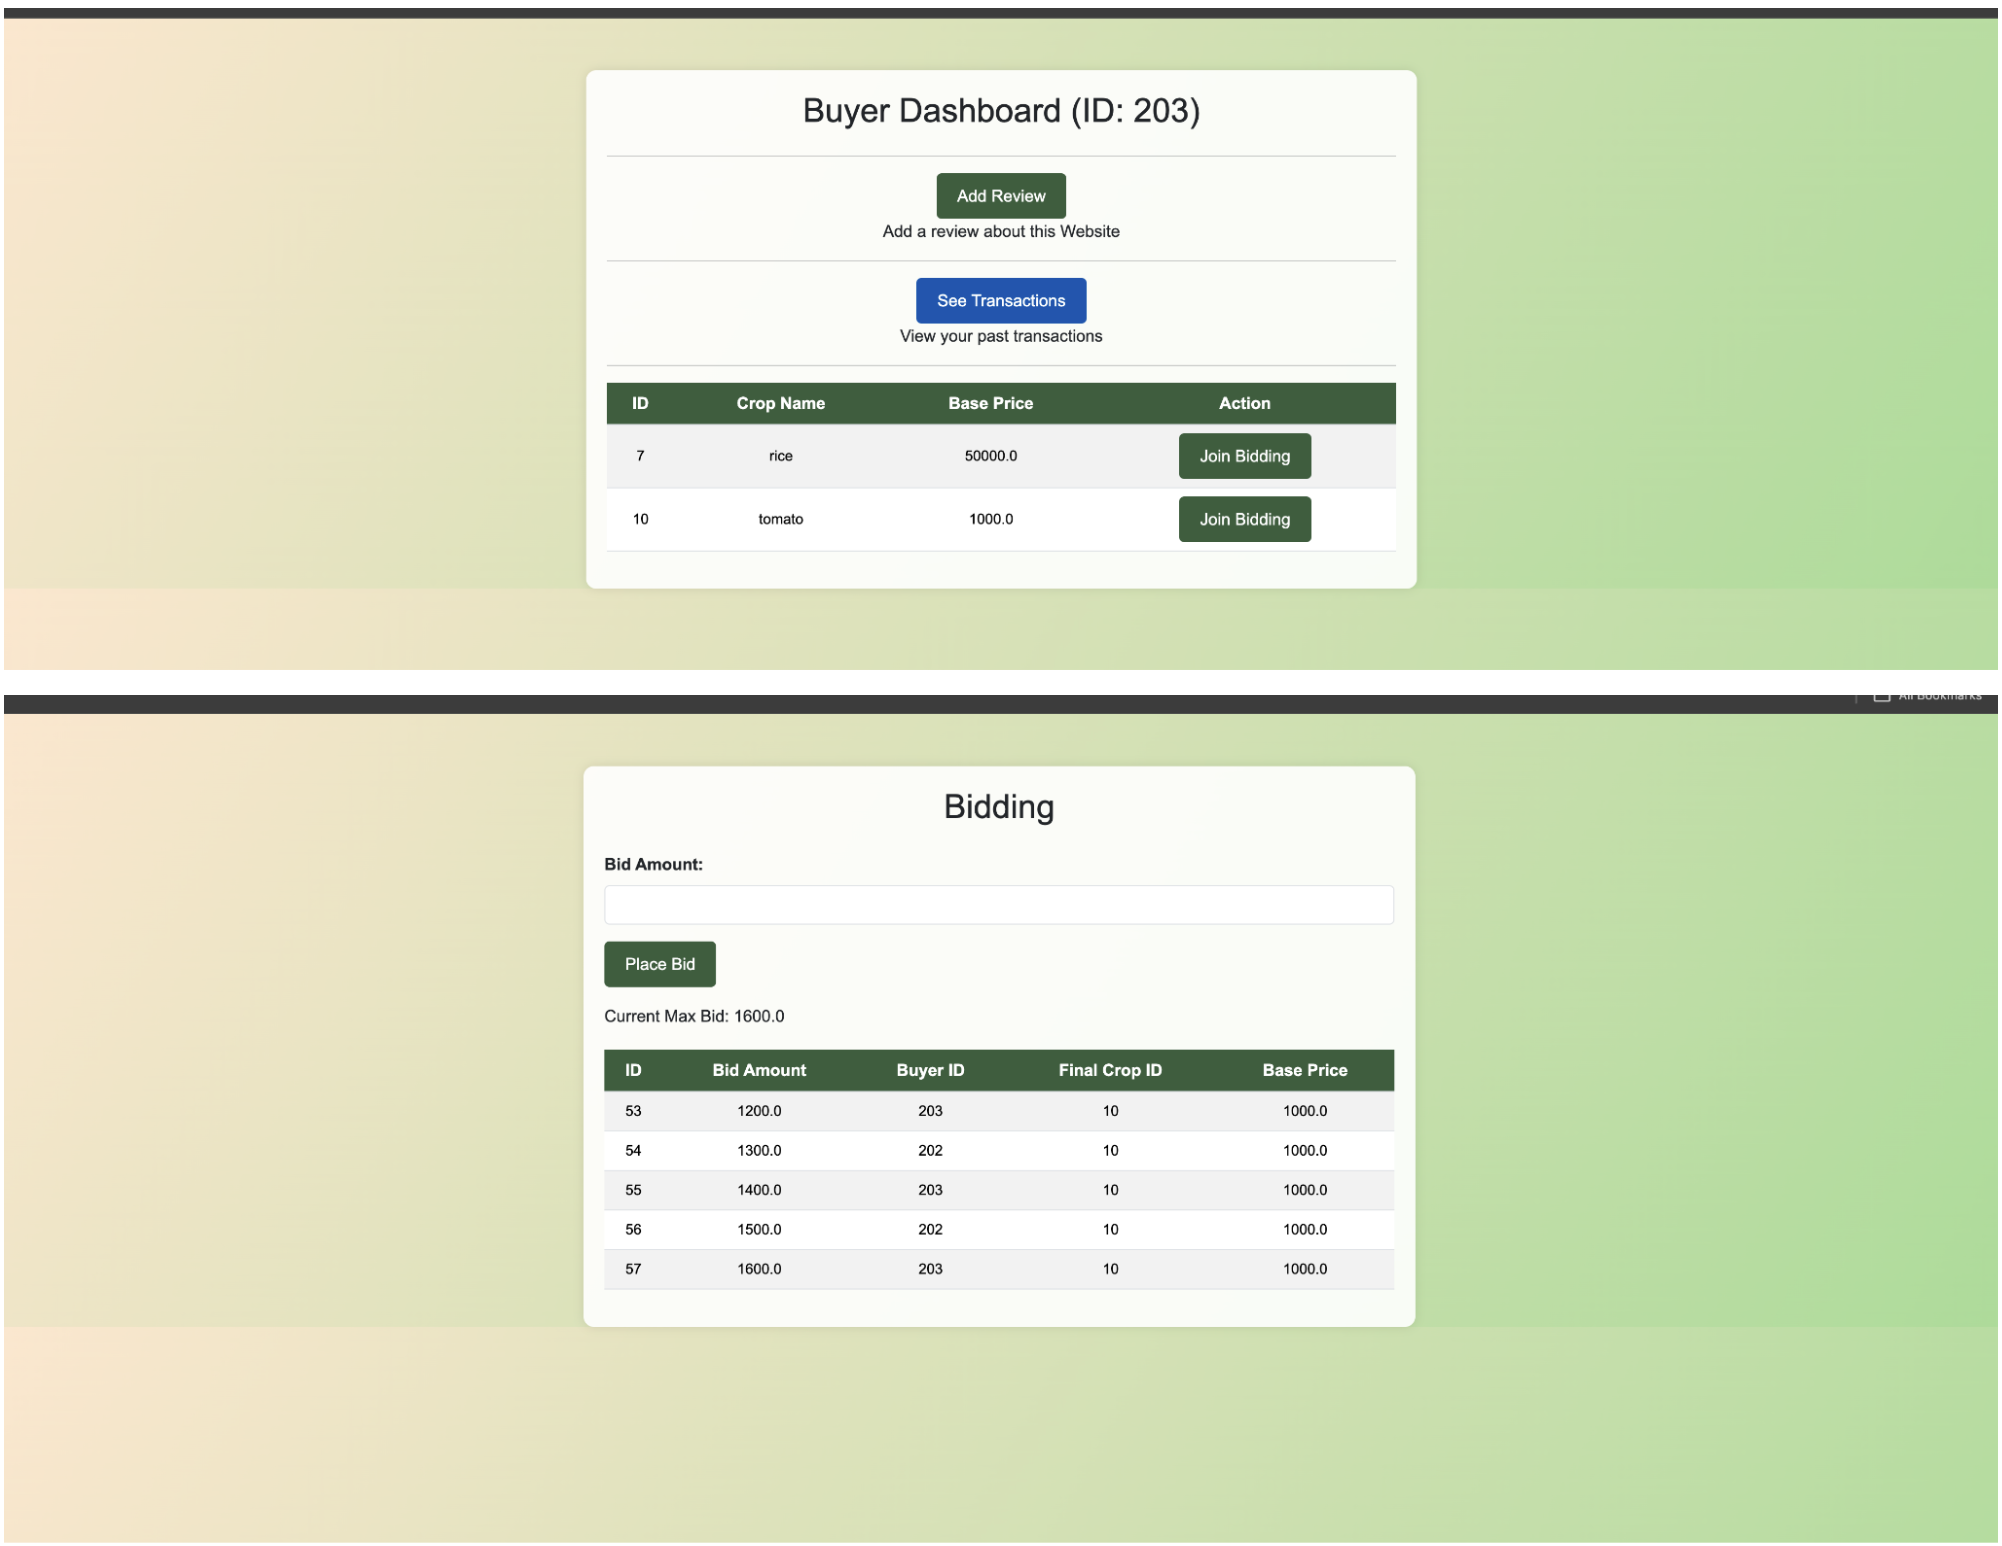 Buyer Dashboard (ID: 203)
Add Review
Add a review about this Website
See Transactions
View your past transactions
ID Crop Name Base Price Action
7 rice 50000.0 Join Bidding
10 tomato 1000.0 Join Bidding
All Bookmarks
Bidding
Bid Amount:
Place Bid
Current Max Bid: 1600.0
ID Bid Amount Buyer ID Final Crop ID Base Price
53 1200.0 203 10 1000.0
54 1300.0 202 10 1000.0
55 1400.0 203 10 1000.0
56 1500.0 202 10 1000.0
57 1600.0 203 10 1000.0